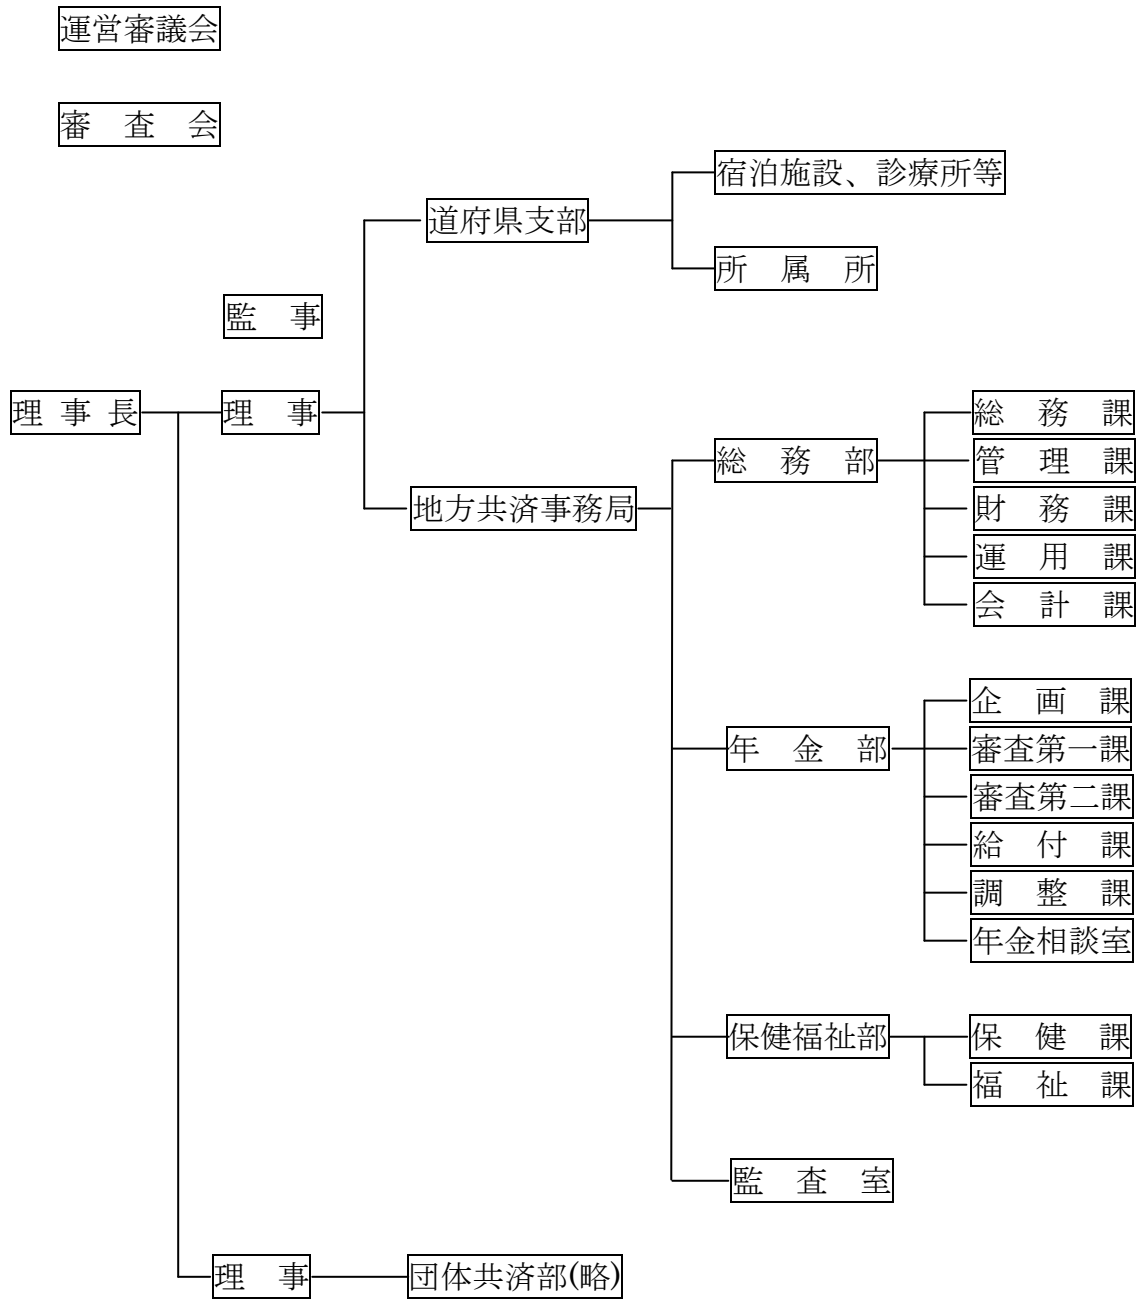 運営審議会
審　査　会
宿泊施設、診療所等
道府県支部
所　属　所
監　事
理 事 長
理　事
総　務　課
総　務　部
管　理　課
地方共済事務局
財　務　課
運　用　課
会　計　課
企　画　課
年　金　部
審査第一課
審査第二課
給　付　課
調　整　課
年金相談室
保健福祉部
保　健　課
福　祉　課
監　査　室
理　事
団体共済部(略)